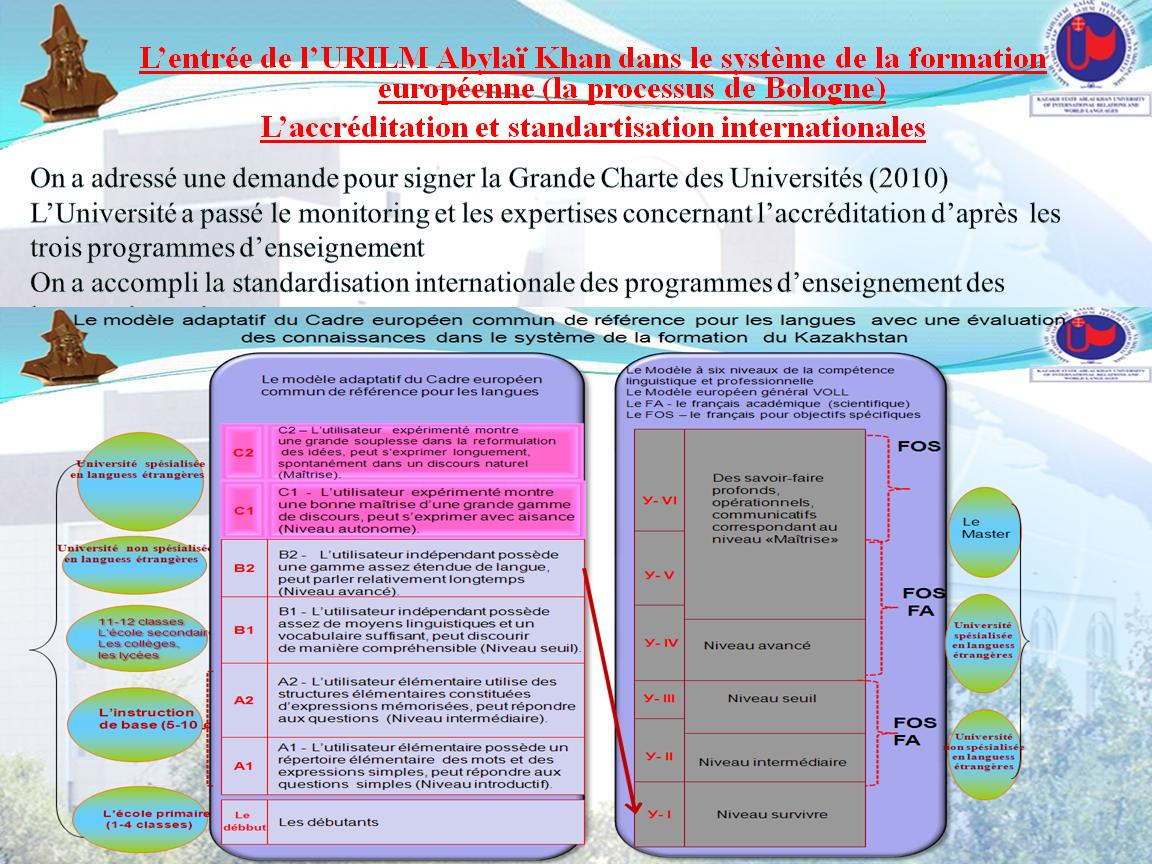 L’entrée de l’URILM Abylaï Khan dans le système de la formation
européenne (la processus de Bologne)
L’accréditation et standartisation internationales
KAZAKH STATE ABLAI KHAN UNIVERSITY
OF INTERNATIONAL RELATIONS AND
WORLD LANGUAGES
On a adressé une demande pour signer la Grande Charte des Universités (2010)
L’Université a passé le monitoring et les expertises concernant l’accréditation d’après les
trois programmes d’enseignement
On a accompli la standardisation internationale des programmes d’enseignement des
Le modèle adaptatif du Cadre européen commun de référence pour les langues avec une évaluation
des connaissances dans le système de la formation du Kazakhstan
Université spésialisée
en languess étrangères
Université non spésialisée
en languess étrangères
11-12 classes
L'école secondair
Les collèges,
les lycées
L'instruction
de base (5-10
L'école primaire
(1-4 classes)
Le modèle adaptatif du Cadre européen
commun de référence pour les langues
C2
C2 – L’utilisateur expérimenté montre
une grande souplesse dans la reformulation
des idées, peut s’exprimer longuement,
spontanément dans un discours naturel
(Maîtrise).
C1
C1 - L’utilisateur expérimenté montre
une bonne maîtrise d’une grande gamme
de discours, peut s’exprimer avec aisance
(Niveau autonome).
B2
B2 - L’utilisateur indépendant possède
une gamme assez étendue de langue,
peut parler relativement longtemps
(Niveau avancé).
B1
B1 - L’utilisateur indépendant possède
assez de moyens linguistiques et un
vocabulaire suffisant, peut discourir
de manière compréhensible (Niveau seuil).
A2
A2 - L’utilisateur élémentaire utilise des
structures élémentaires constituées
d’expressions mémorisées, peut répondre
aux questions (Niveau intermédiaire).
A1
A1 - L’utilisateur élémentaire possède un
répertoire élémentaire des mots et des
expressions simples, peut répondre aux
questions simples (Niveau introductif).
Le
débbut
Les débutants
Le Modèle à six niveaux de la compétence
linguistique et professionnelle
Le Modèle européen général VOLL
Le FA - le français académique (scientifique)
Le FOS – le français pour objectifs spécifiques
У- VI
Des savoir-faire
profonds,
opérationnels,
communicatifs
correspondant au
niveau «Maîtrise»
У- V
У- IV
Niveau avancé
У- III
Niveau seuil
У- II
Niveau intermédiaire
У- I
Niveau survivre
FOS
FOS
FA
FOS
FA
Le
Master
Université
spésialisée
en languess
étrangères
Université
non spésialisée
en languess
étrangères